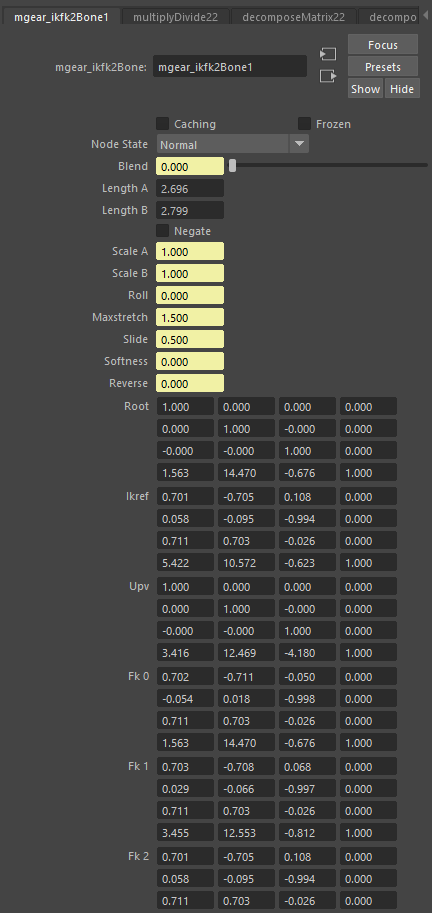 mgear_ikfk2Bone1 multiplyDivide22 decomposeMatrix22 decompo
Focus
mgear_ikfk2Bone: mgear_ikfk2Bone1 Presets
Show Hide
Caching Frozen
Node State Normal
Blend 0.000
Length A 2.696
Length B 2.799
Negate
Scale A 1.000
Scale B 1.000
Roll 0.000
Maxstretch 1.500
Slide 0.500
Softness 0.000
Reverse 0.000
Root 1.000 0.000 0.000 0.000
0.000 1.000 -0.000 0.000
-0.000 -0.000 1.000 0.000
1.563 14.470 -0.676 1.000
Ikref 0.701 -0.705 0.108 0.000
0.058 -0.095 -0.994 0.000
0.711 0.703 -0.026 0.000
5.422 10.572 -0.623 1.000
Upv 1.000 0.000 0.000 0.000
0.000 1.000 -0.000 0.000
-0.000 -0.000 1.000 0.000
3.416 12.469 -4.180 1.000
Fk 0 0.702 -0.711 -0.050 0.000
-0.054 0.018 -0.998 0.000
0.711 0.703 -0.026 0.000
1.563 14.470 -0.676 1.000
Fk 1 0.703 -0.708 0.068 0.000
0.029 -0.066 -0.997 0.000
0.711 0.703 -0.026 0.000
3.455 12.553 -0.812 1.000
Fk 2 0.701 -0.705 0.108 0.000
0.058 -0.095 -0.994 0.000
0.711 0.703 -0.026 0.000